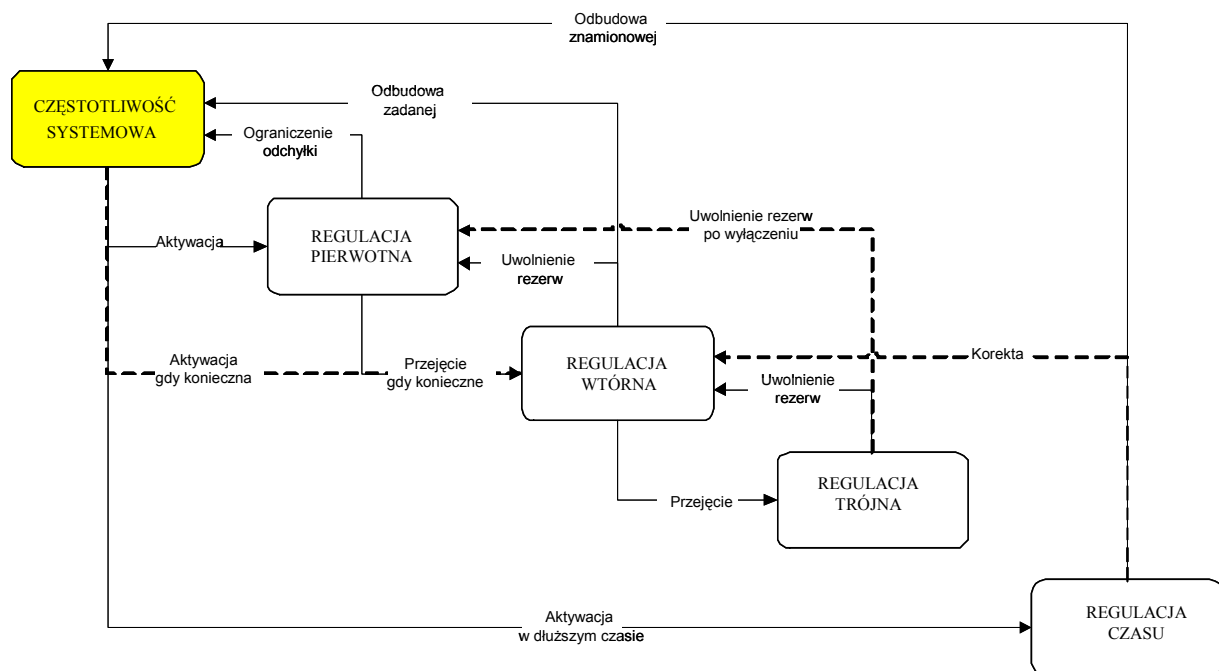 Odbudowa
znamionowej
CZĘSTOTLIWOŚĆ
SYSTEMOWA
Odbudowa
zadanej
Ograniczenie
odchyłki
Aktywacja
REGULACJA
PIERWOTNA
Uwolnienie rezerw
po wyłączeniu
Uwolnienie
rezerw
Aktywacja
gdy konieczna
Przejęcie
gdy konieczne
REGULACJA
WTÓRNA
Korekta
Uwolnienie
rezerw
Przejęcie
REGULACJA
TRÓJNA
Aktywacja
w dłuższym czasie
REGULACJA
CZASU